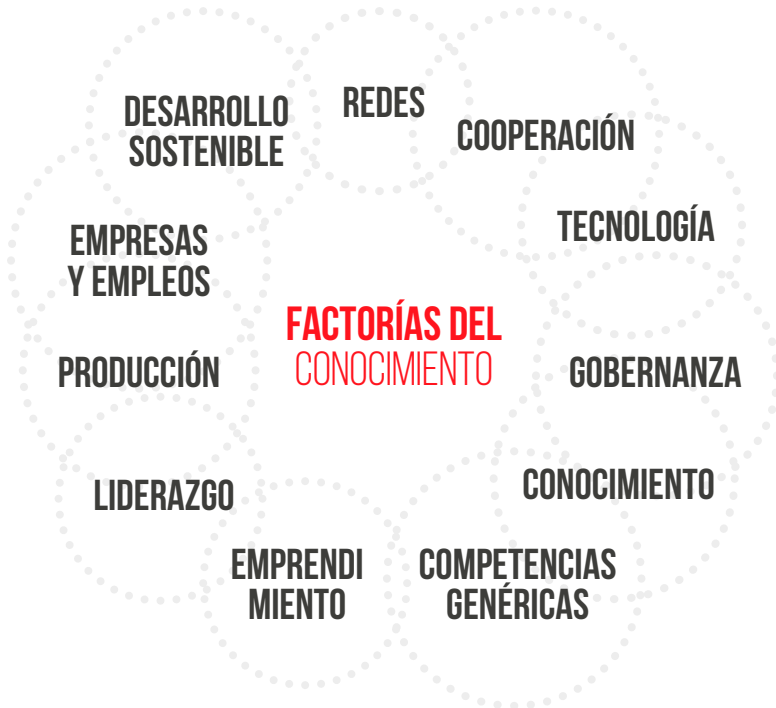 DESARROLLO
SOSTENIBLE
REDES
COOPERACIÓN
TECNOLOGÍA
EMPRESAS
Y EMPLEOS
FACTORÍAS DEL
CONOCIMIENTO
PRODUCCIÓN
GOBERNANZA
LIDERAZGO
CONOCIMIENTO
EMPRENDI
MIENTO
COMPETENCIAS
GENÉRICAS